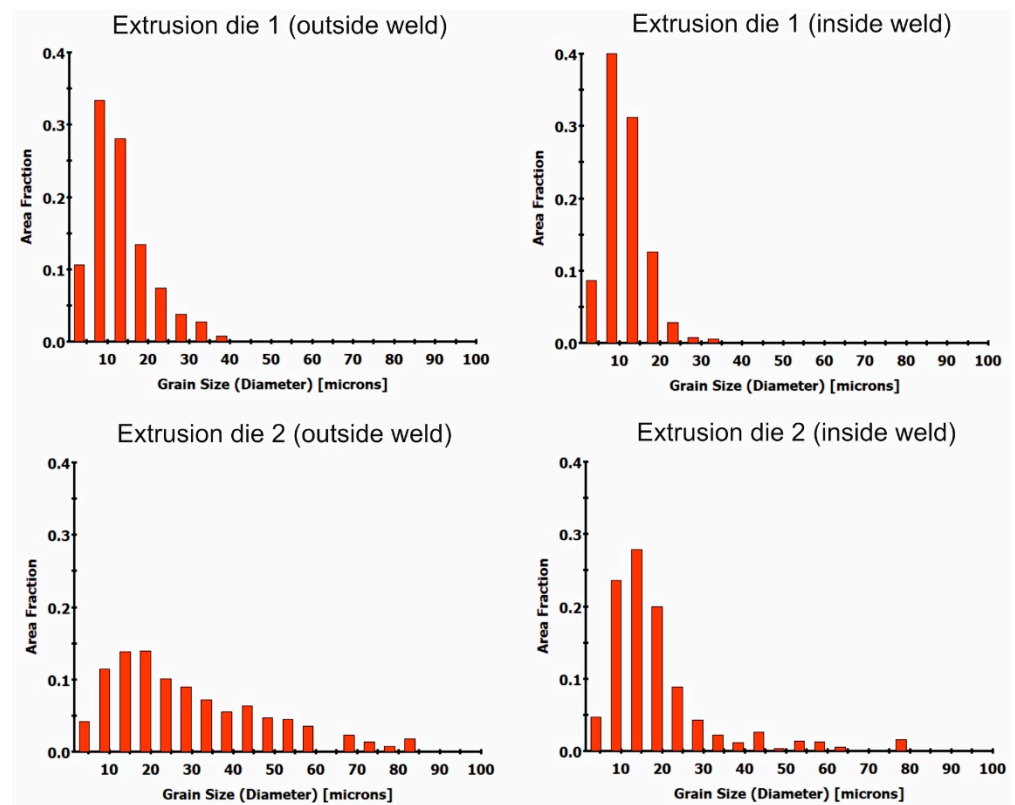 Extrusion die 1 (outside weld)
0.4
0.3
0.2
0.1
0.0
Area Fraction
10 20 30 40 50 60 70 80 90 100
Grain Size (Diameter) [microns]
Extrusion die 1 (inside weld)
0.4
0.3
0.2
0.1
0.0
Area Fraction
10 20 30 40 50 60 70 80 90 100
Grain Size (Diameter) [microns]
Extrusion die 2 (outside weld)
0.4
0.3
0.2
0.1
0.0
Area Fraction
10 20 30 40 50 60 70 80 90 100
Grain Size (Diameter) [microns]
Extrusion die 2 (inside weld)
0.4
0.3
0.2
0.1
0.0
Area Fraction
10 20 30 40 50 60 70 80 90 100
Grain Size (Diameter) [microns]